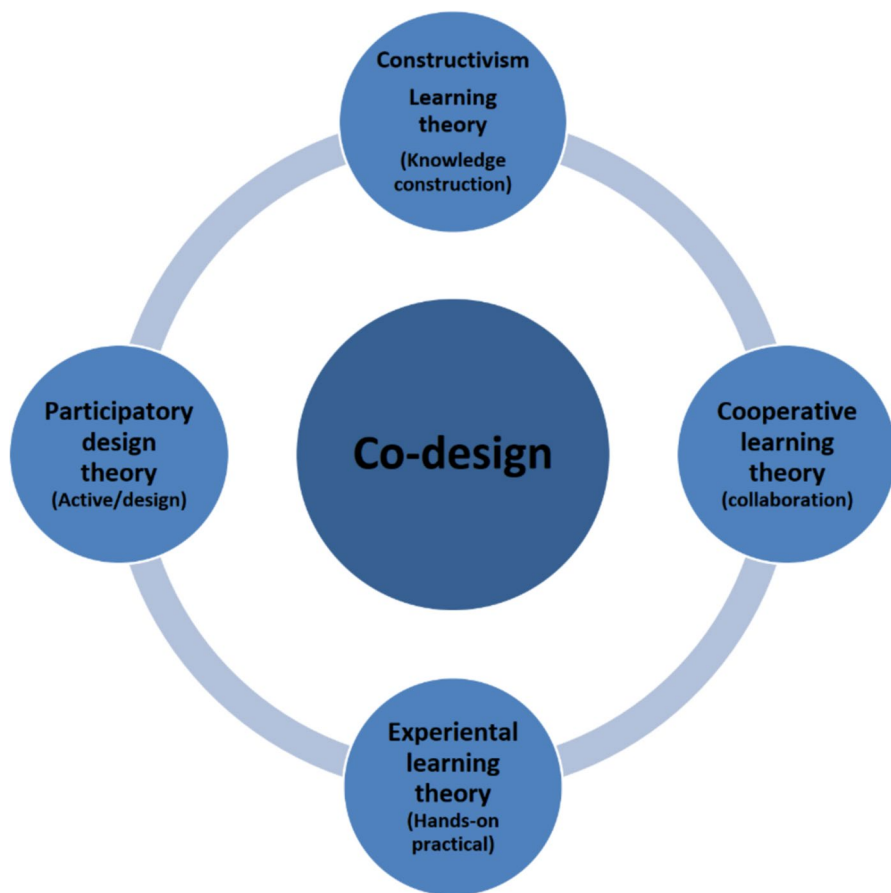 Constructivism
Learning
theory
(Knowledge
construction)
Participatory
design
theory
(Active/design)
Co-design
Cooperative
learning
theory
(collaboration)
Experiental
learning
theory
(Hands-on
practical)